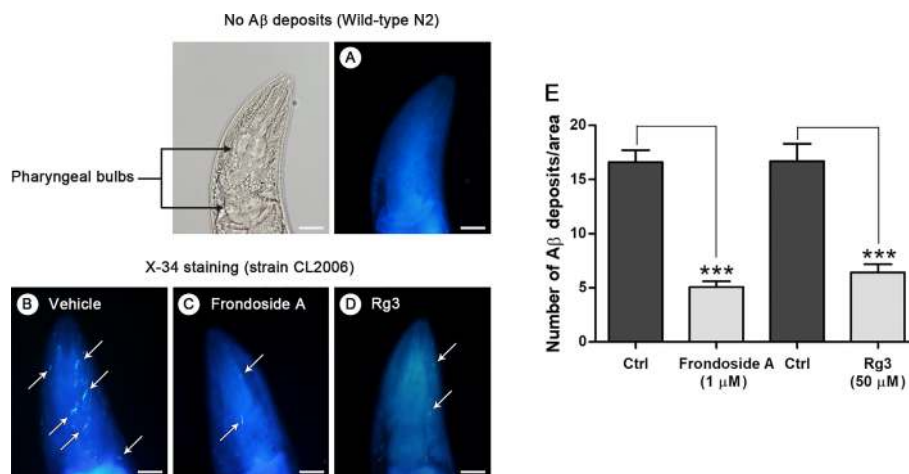 No Aβ deposits (Wild-type N2)
A
Pharyngeal bulbs
X-34 staining (strain CL2006)
B Vehicle
C Frondoside A
D Rg3
E
Number of Aβ deposits/area
20
15
10
5
0
***
***
Ctrl
Frondoside A
(1 μM)
Ctrl
Rg3
(50 μM)